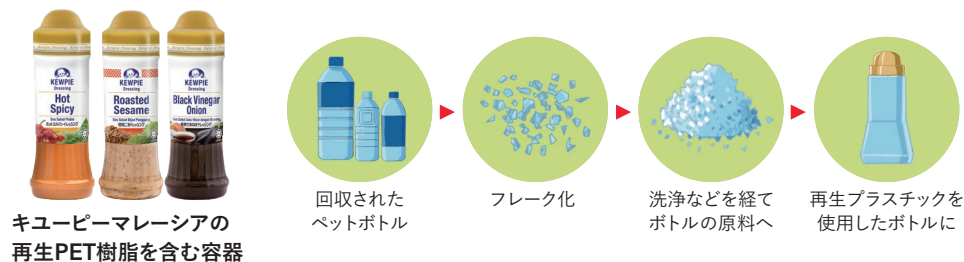 KEWPIE
Dressing
Hot
Spicy
KEWPIE
Dressing
Roasted
Sesame
KEWPIE
Dressing
Black Vinegar
Onion
キユーピーマレーシアの
再生PET樹脂を含む容器
回収された
ペットボトル
フレーク化
洗浄などを経て
ボトルの原料へ
再生プラスチックを
使用したボトルに